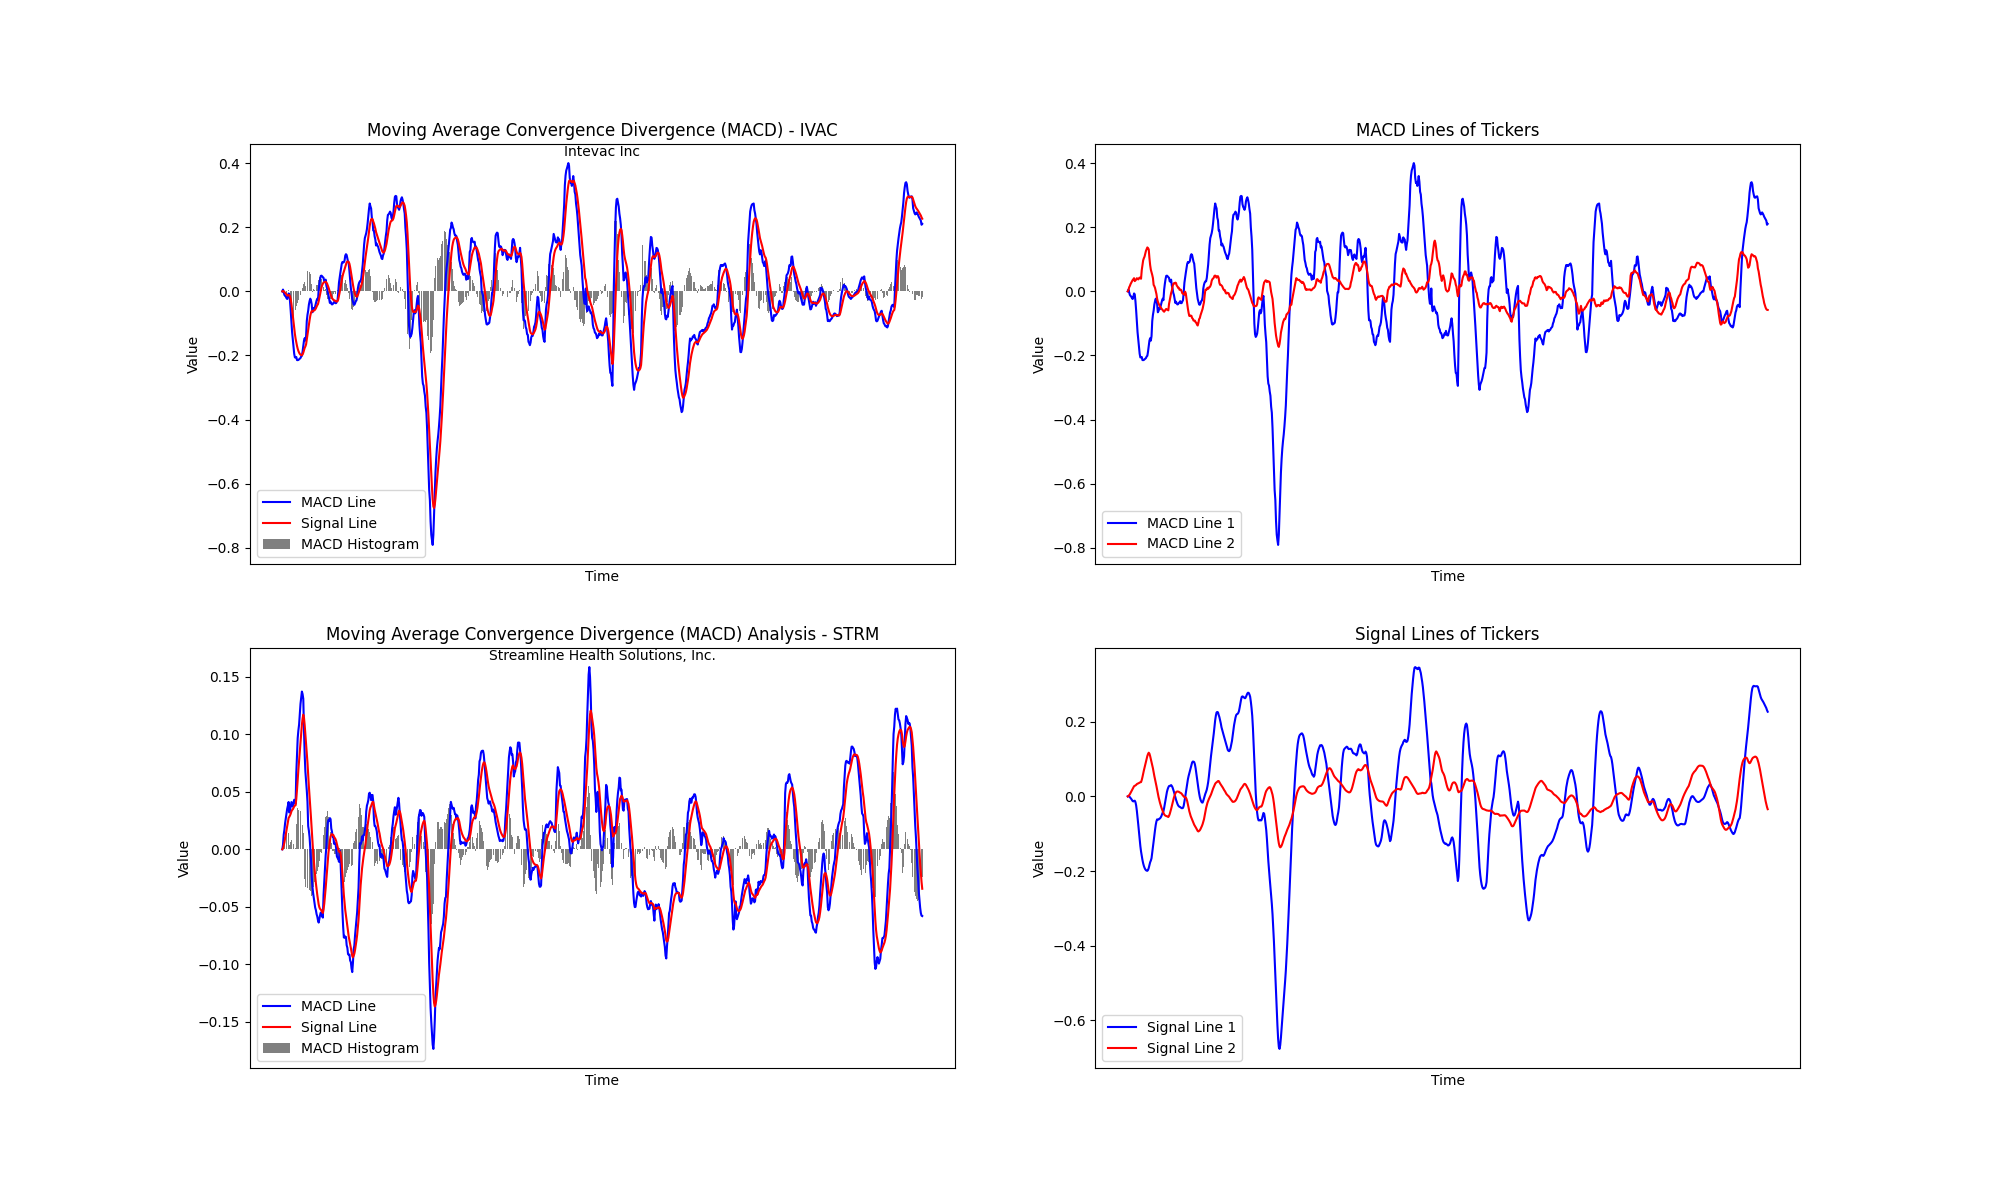 Moving Average Convergence Divergence (MACD) - IVAC
Intevac Inc
0.4
0.2
0.0
−0.2
−0.4
−0.6
−0.8
Value
MACD Line
Signal Line
MACD Histogram
Time
MACD Lines of Tickers
0.4
0.2
0.0
−0.2
−0.4
−0.6
−0.8
Value
MACD Line 1
MACD Line 2
Time
Moving Average Convergence Divergence (MACD) Analysis - STRM
Streamline Health Solutions, Inc.
0.15
0.10
0.05
0.00
−0.05
−0.10
−0.15
Value
MACD Line
Signal Line
MACD Histogram
Time
Signal Lines of Tickers
0.2
0.0
−0.2
−0.4
−0.6
Value
Signal Line 1
Signal Line 2
Time